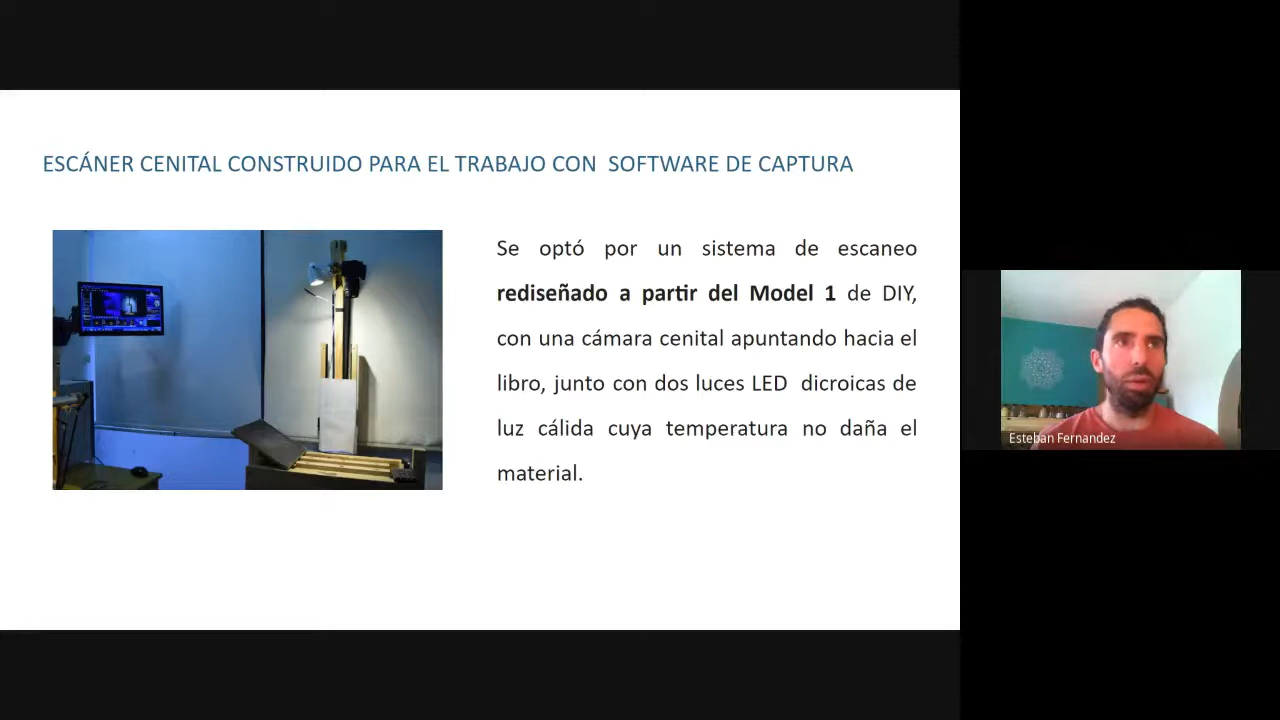 ESCÁNER CENITAL CONSTRUIDO PARA EL TRABAJO CON  SOFTWARE DE CAPTURA
Se optó por un sistema de escaneo
rediseñado a partir del Model 1 de DIY,
con una cámara cenital apuntando hacia el
libro, junto con dos luces LED  dicroicas de
luz cálida cuya temperatura no daña el
material.
Esteban Fernandez